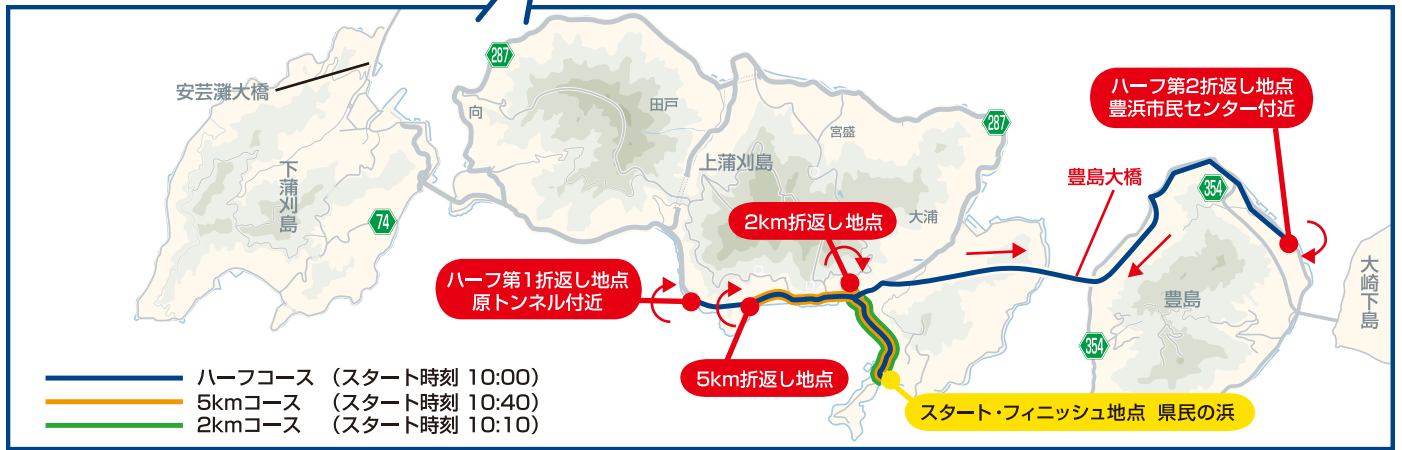 287
安芸灘大橋
田戸
向
宮盛
287
ハーフ第2折返し地点
豊浜市民センター付近
上蒲刈島
下蒲刈島
豊島大橋
354
74
2km折返し地点
大浦
ハーフ第1折返し地点
原トンネル付近
大崎下島
豊島
354
5km折返し地点
ハーフコース (スタート時刻 10:00)
5kmコース (スタート時刻 10:40)
2kmコース (スタート時刻 10:10)
スタート・フィニッシュ地点 県民の浜